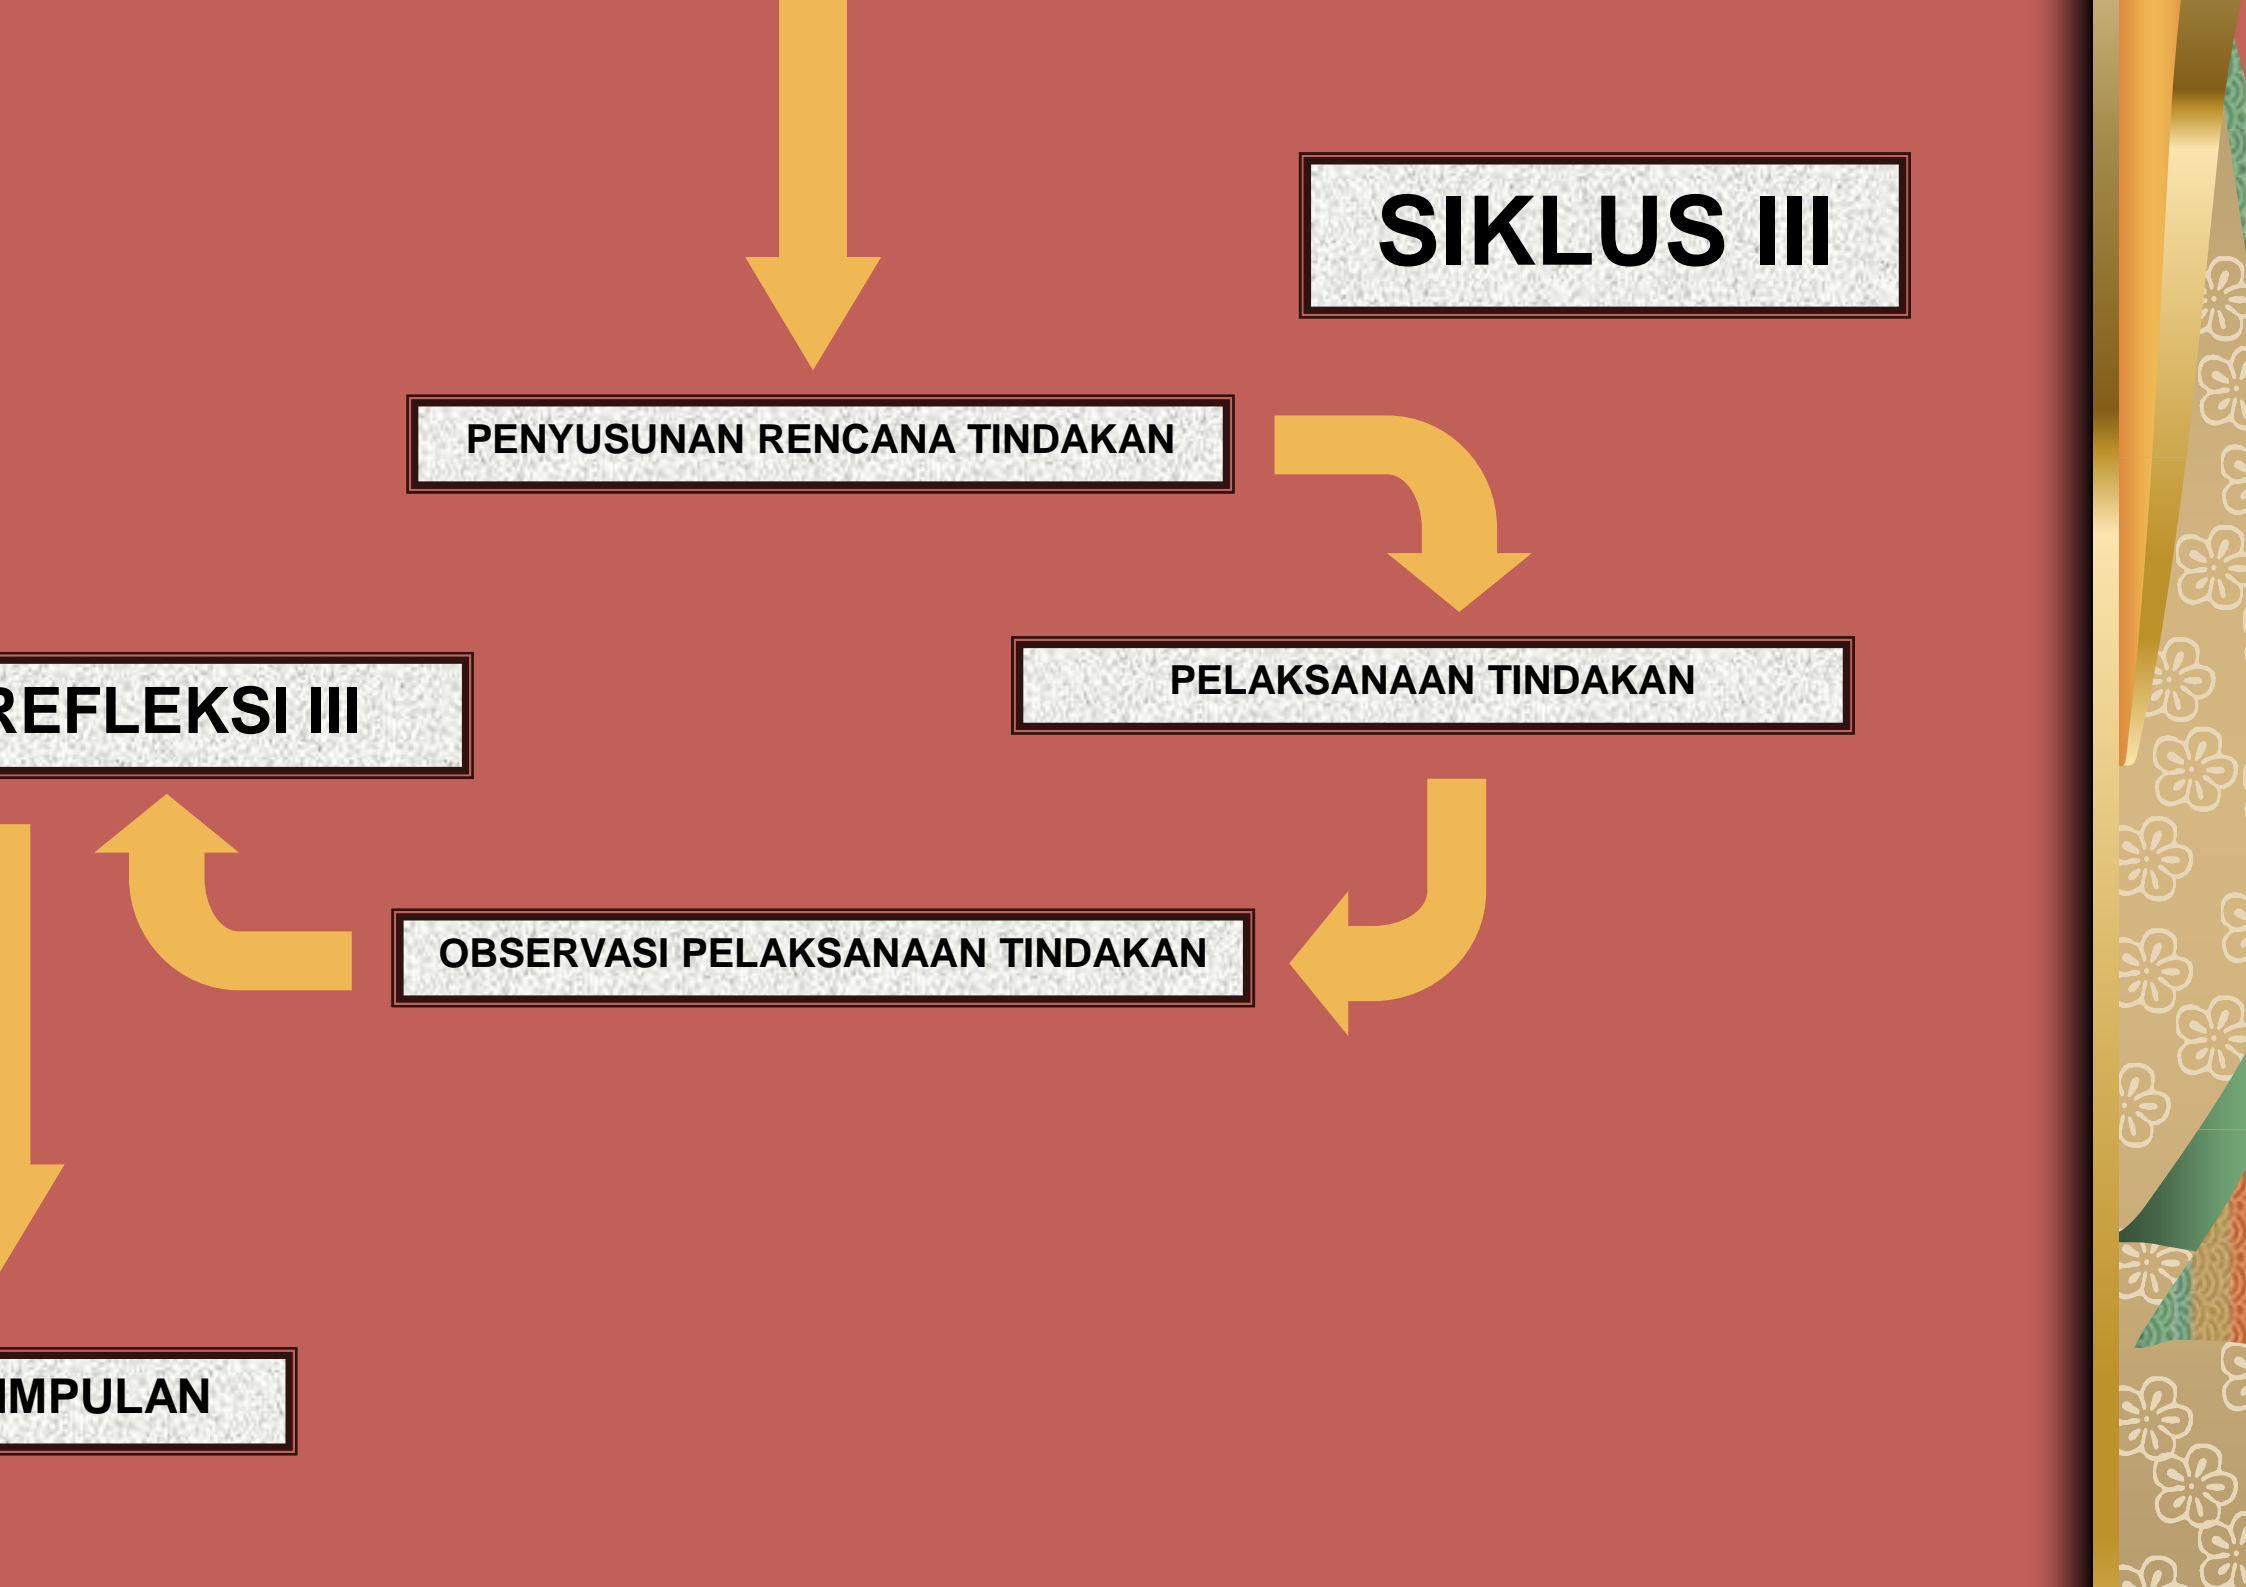 SIKLUS III
PENYUSUNAN RENCANA TINDAKAN
PELAKSANAAN TINDAKAN
REFLEKSI III
OBSERVASI PELAKSANAAN TINDAKAN
IMPULAN